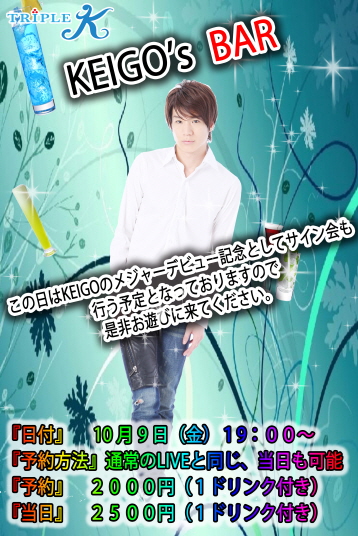 TRIPLE K
KEIGO's BAR
この日はKEIGOのメジャーデビュー記念としてサイン会も
行う予定となっておりますので
是非お遊びに来てください。
『日付』 10月9日（金）19：00～
『予約方法』通常のLIVEと同じ、当日も可能
『予約』 2000円（1ドリンク付き）
『当日』 2500円（1ドリンク付き）